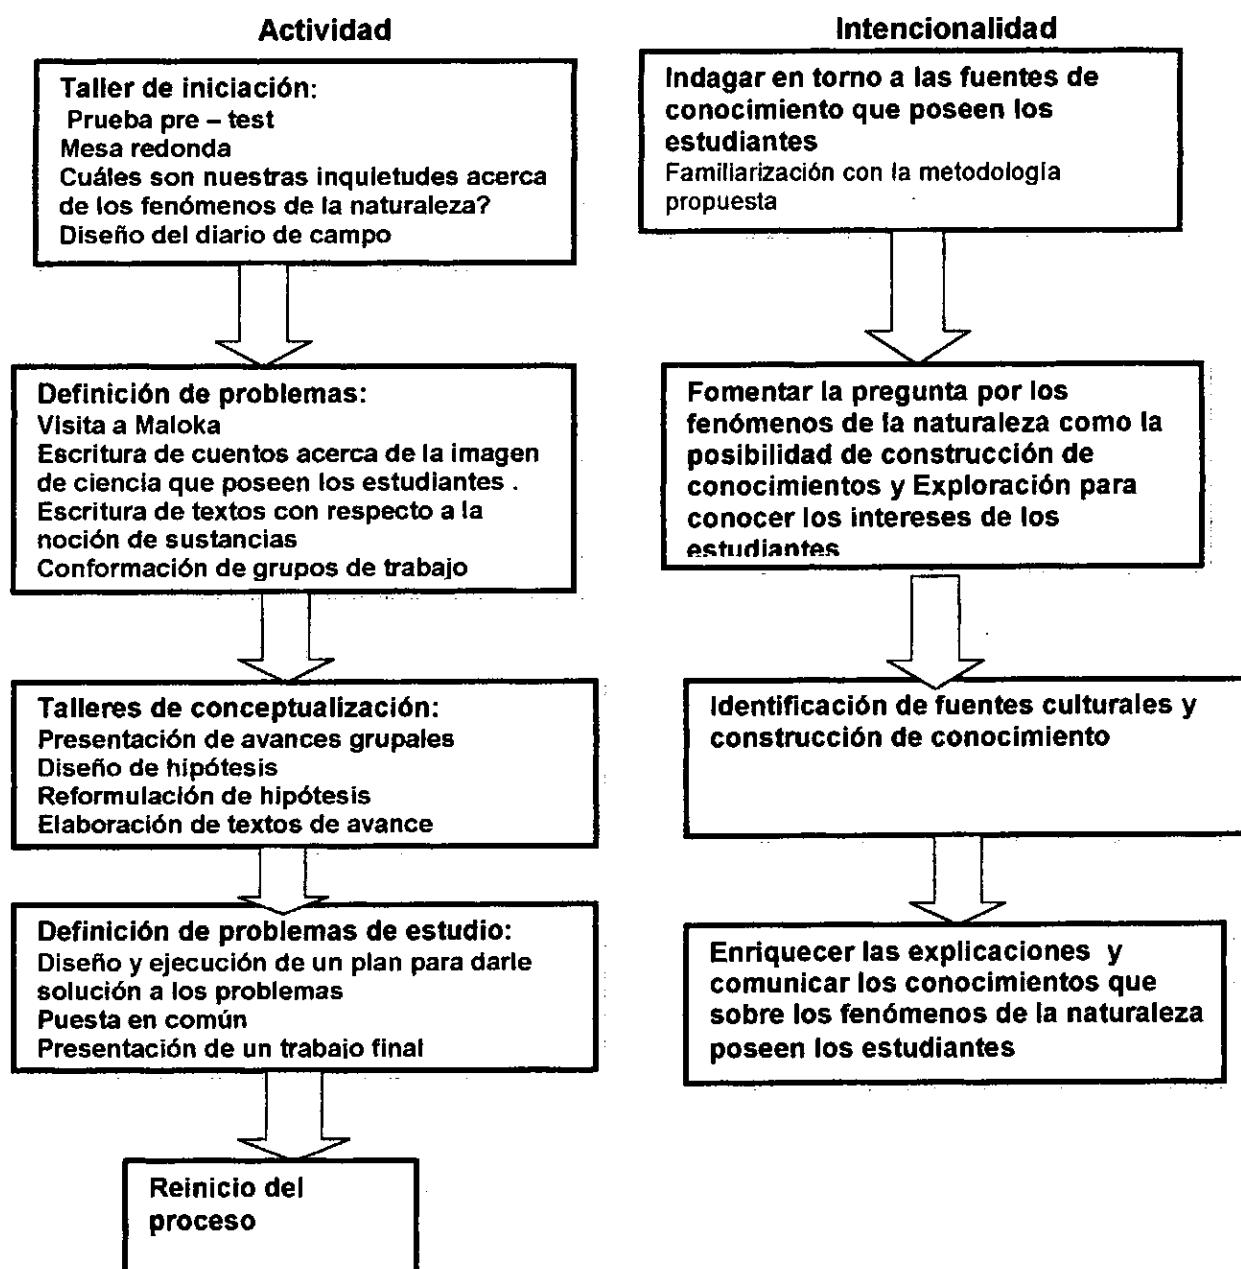 Actividad
Taller de iniciación:
Prueba pre – test
Mesa redonda
Cuáles son nuestras inquietudes acerca
de los fenómenos de la naturaleza?
Diseño del diario de campo
Definición de problemas:
Visita a Maloka
Escritura de cuentos acerca de la imagen
de ciencia que poseen los estudiantes .
Escritura de textos con respecto a la
noción de sustancias
Conformación de grupos de trabajo
Talleres de conceptualización:
Presentación de avances grupales
Diseño de hipótesis
Reformulación de hipótesis
Elaboración de textos de avance
Definición de problemas de estudio:
Diseño y ejecución de un plan para darle
solución a los problemas
Puesta en común
Presentación de un trabajo final
Reinicio del
proceso
Intencionalidad
Indagar en torno a las fuentes de
conocimiento que poseen los
estudiantes
Familiarización con la metodología
propuesta
Fomentar la pregunta por los
fenómenos de la naturaleza como la
posibilidad de construcción de
conocimientos y Exploración para
conocer los intereses de los
estudiantes
Identificación de fuentes culturales y
construcción de conocimiento
Enriquecer las explicaciones y
comunicar los conocimientos que
sobre los fenómenos de la naturaleza
poseen los estudiantes